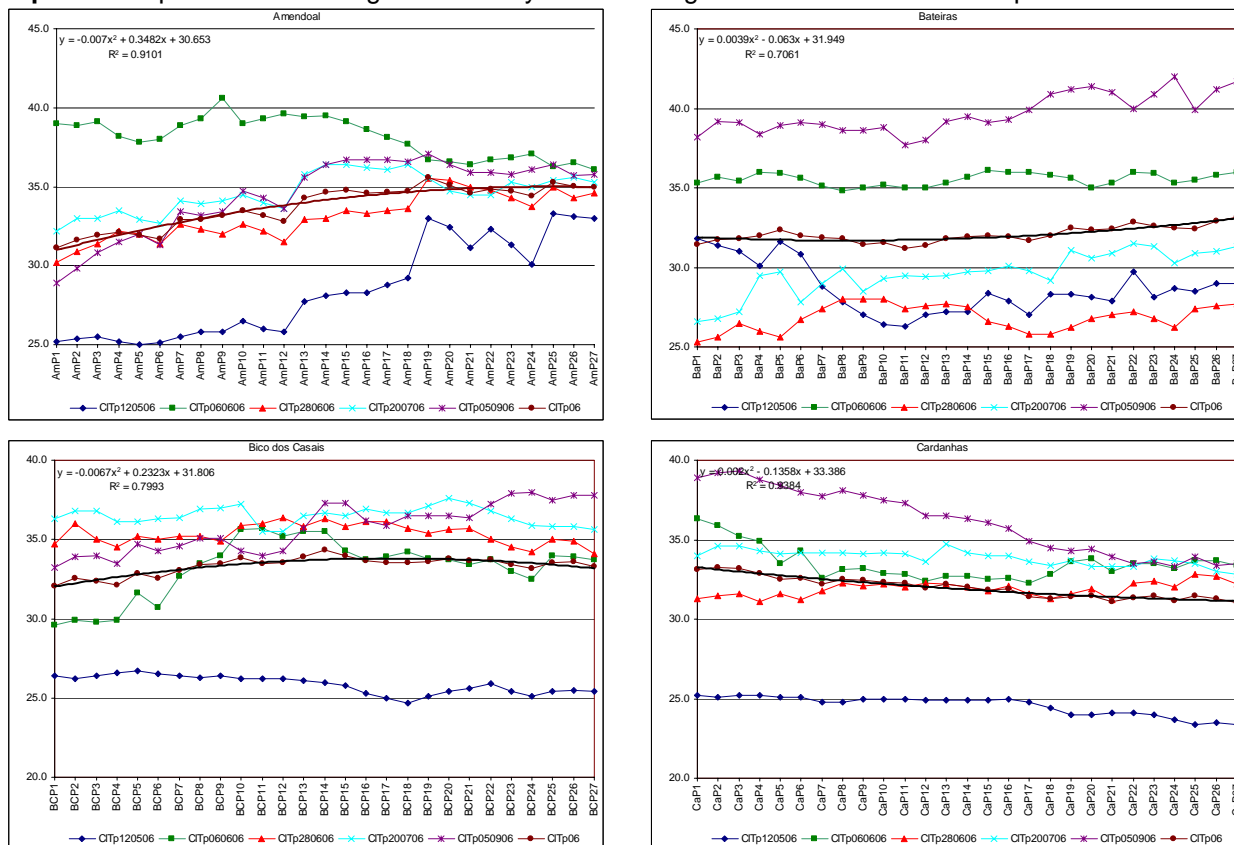 Amendoal
45.0
y = -0.007x² + 0.3482x + 30.653
R² = 0.9101
40.0
35.0
30.0
25.0
AmP1 AmP2 AmP3 AmP4 AmP5 AmP6 AmP7 AmP8 AmP9 AmP10 AmP11 AmP12 AmP13 AmP14 AmP15 AmP16 AmP17 AmP18 AmP19 AmP20 AmP21 AmP22 AmP23 AmP24 AmP25 AmP26 AmP27
ClTp120506 ClTp060606 ClTp280606 ClTp200706 ClTp050906 ClTp06
Bateiras
45.0
y = 0.0039x² - 0.063x + 31.949
R² = 0.7061
40.0
35.0
30.0
25.0
BaP1 BaP2 BaP3 BaP4 BaP5 BaP6 BaP7 BaP8 BaP9 BaP10 BaP11 BaP12 BaP13 BaP14 BaP15 BaP16 BaP17 BaP18 BaP19 BaP20 BaP21 BaP22 BaP23 BaP24 BaP25 BaP26
ClTp120506 ClTp060606 ClTp280606 ClTp200706 ClTp050906 ClTp06
Bico dos Casais
40.0
y = -0.0067x² + 0.2323x + 31.806
R² = 0.7993
35.0
30.0
25.0
20.0
BCP1 BCP2 BCP3 BCP4 BCP5 BCP6 BCP7 BCP8 BCP9 BCP10 BCP11 BCP12 BCP13 BCP14 BCP15 BCP16 BCP17 BCP18 BCP19 BCP20 BCP21 BCP22 BCP23 BCP24 BCP25 BCP26 BCP27
ClTp120506 ClTp060606 ClTp280606 ClTp200706 ClTp050906 ClTp06
Cardanhas
40.0
y = 0.002x² - 0.1358x + 33.386
R² = 0.9384
35.0
30.0
25.0
20.0
CaP1 CaP2 CaP3 CaP4 CaP5 CaP6 CaP7 CaP8 CaP9 CaP10 CaP11 CaP12 CaP13 CaP14 CaP15 CaP16 CaP17 CaP18 CaP19 CaP20 CaP21 CaP22 CaP23 CaP24 CaP25 CaP26
ClTp120506 ClTp060606 ClTp280606 ClTp200706 ClTp050906 ClTp06